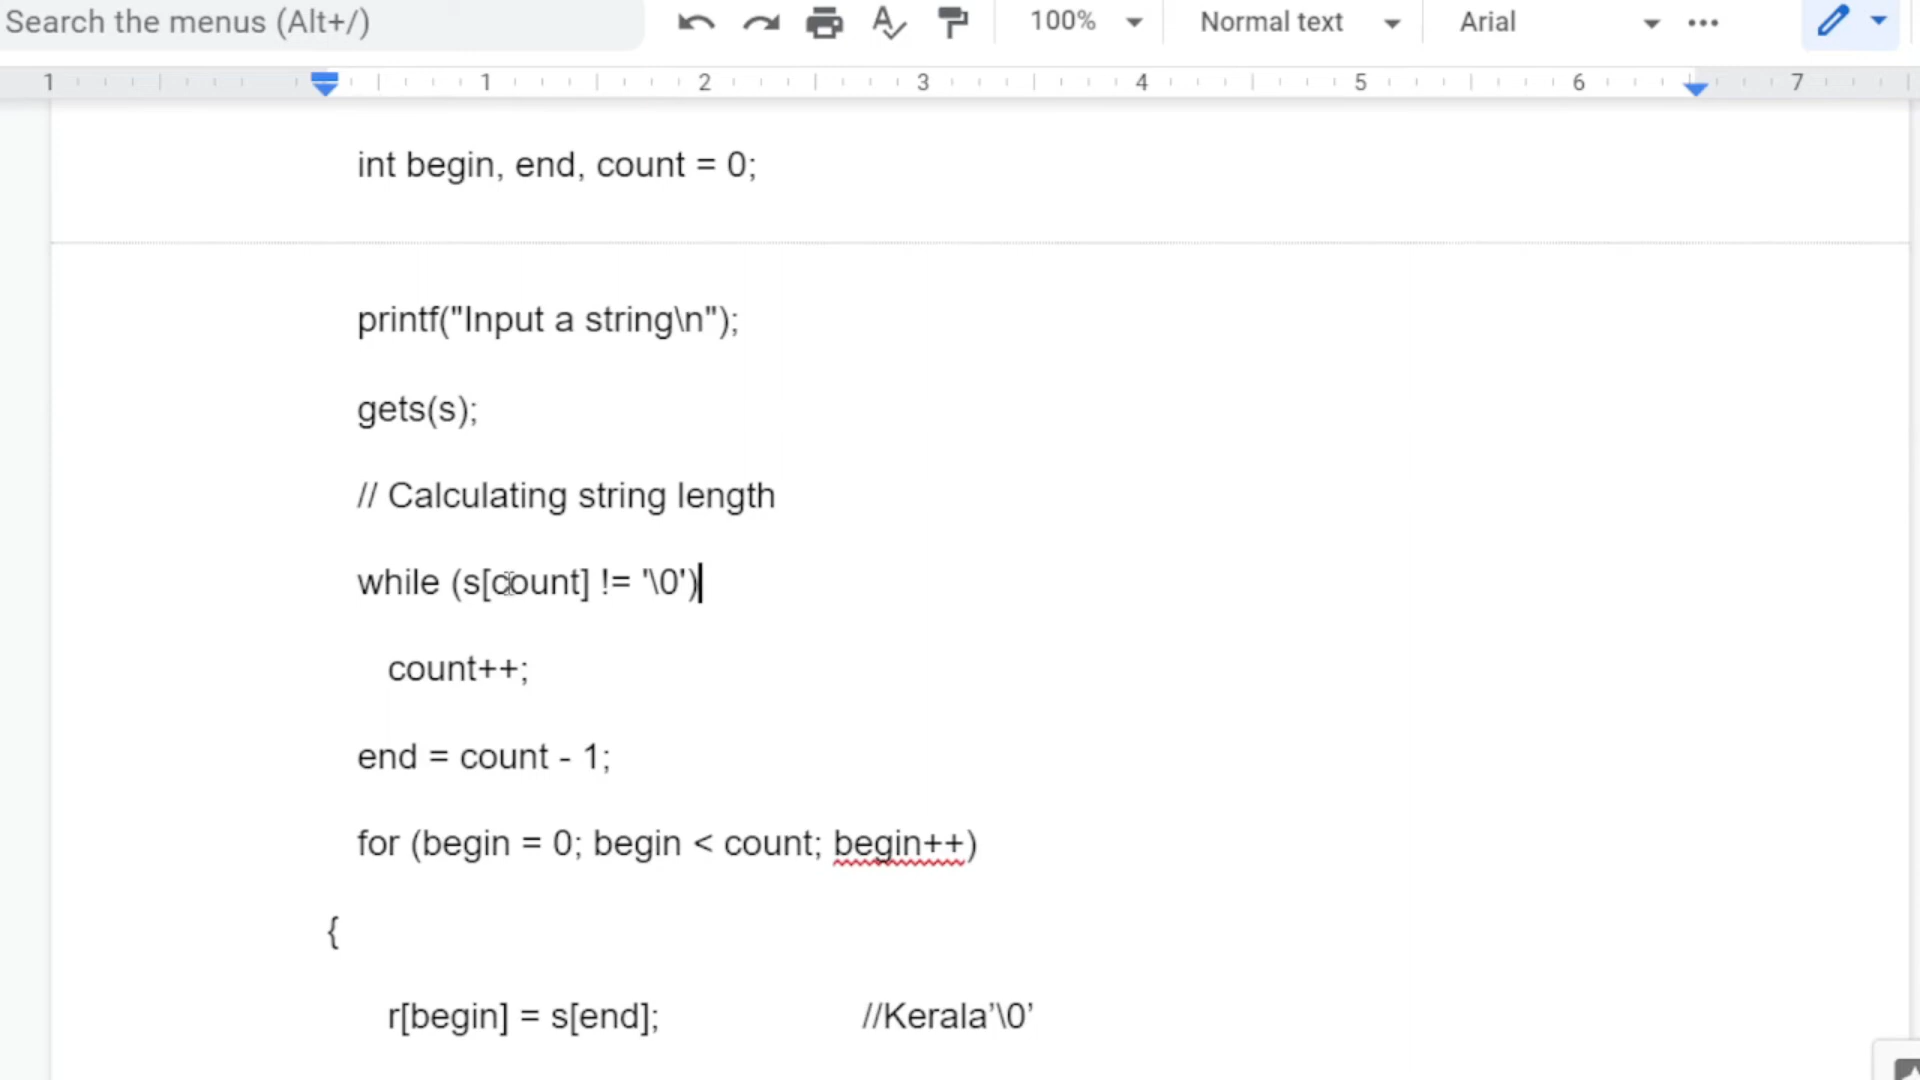 Search the menus (Alt+/) 100% Normal text Arial
1 1 2 3 4 5 6 7
int begin, end, count = 0;
printf("Input a string\n");
gets(s);
// Calculating string length
while (s[count] != '\0')
count++;
end = count - 1;
for (begin = 0; begin < count; begin++)
{
r[begin] = s[end]; //Kerala’\0’